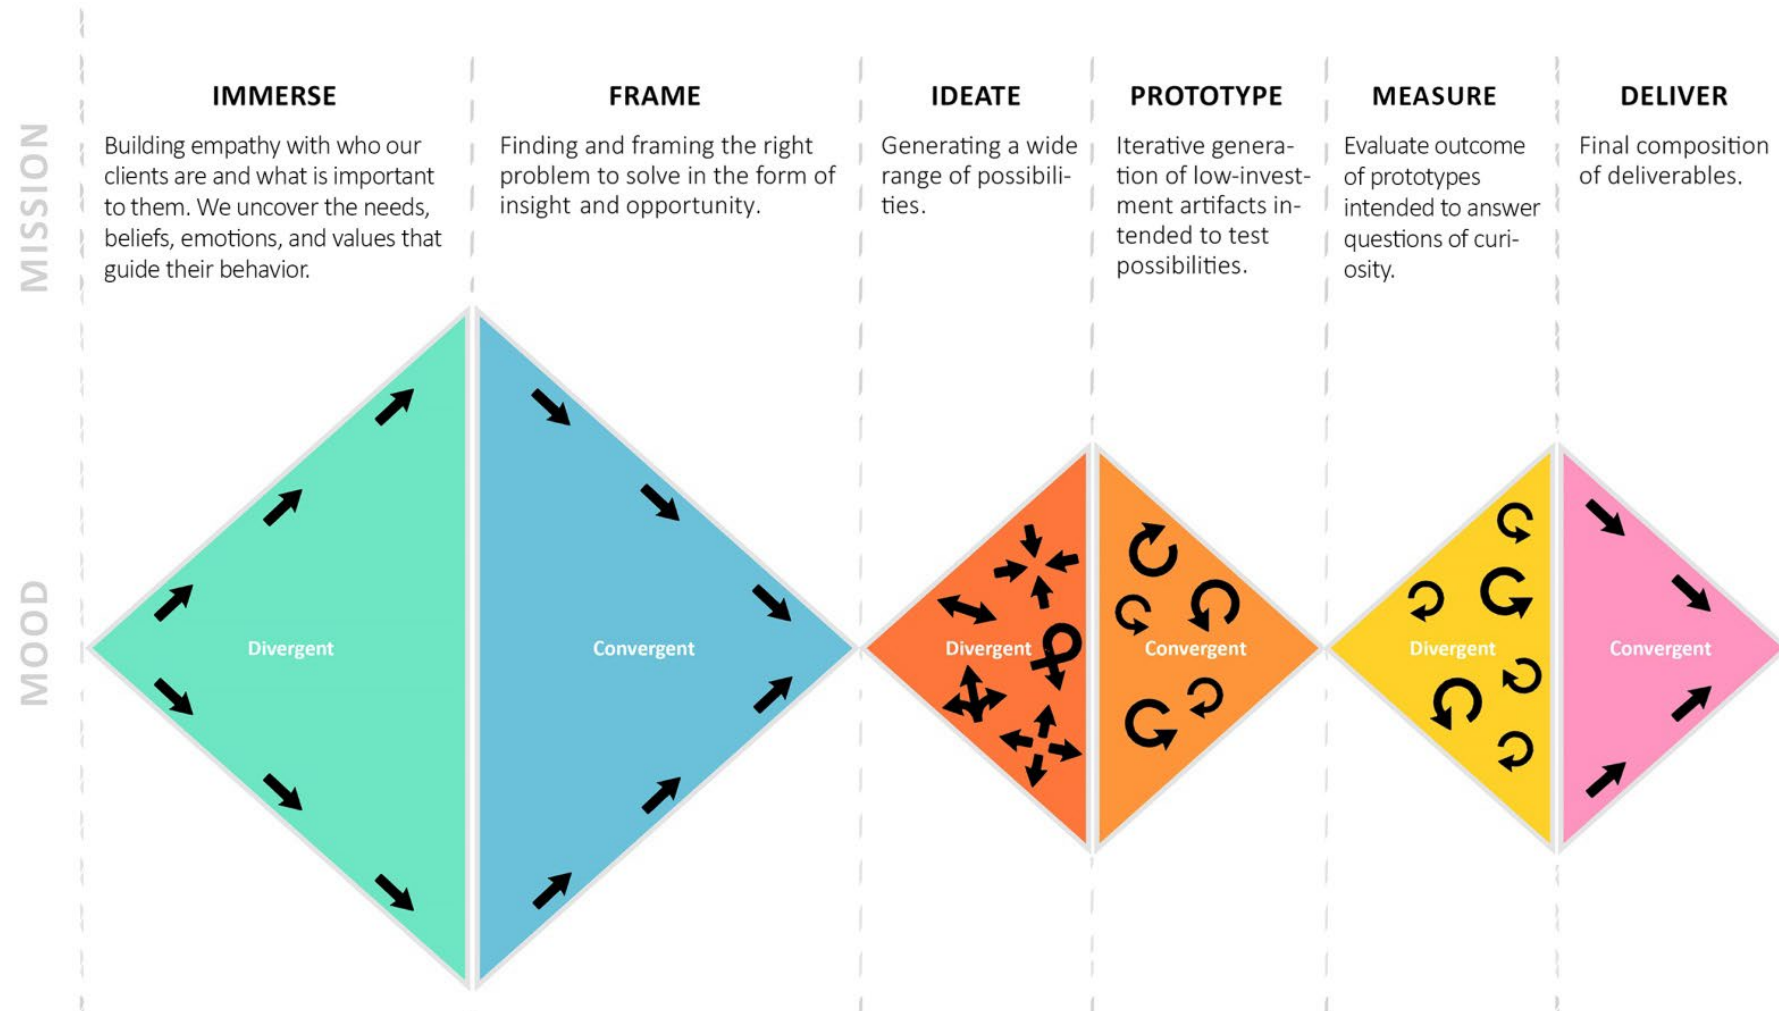 MISSION
IMMERSE
Building empathy with who our
clients are and what is important
to them. We uncover the needs,
beliefs, emotions, and values that
guide their behavior.
FRAME
Finding and framing the right
problem to solve in the form of
insight and opportunity.
IDEATE
Generating a wide
range of possibili-
ties.
PROTOTYPE
Iterative genera-
tion of low-invest-
ment artifacts in-
tended to test
possibilities.
MEASURE
Evaluate outcome
of prototypes
intended to answer
questions of curi-
osity.
DELIVER
Final composition
of deliverables.
MOOD
Divergent
Convergent
Divergent
Convergent
Divergent
Convergent